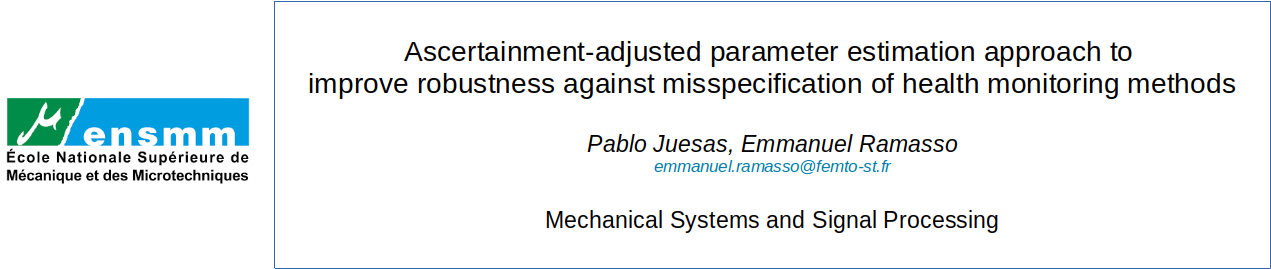 µ ensmm
École Nationale Supérieure de
Mécanique et des Microtechniques
Ascertainment-adjusted parameter estimation approach to
improve robustness against misspecification of health monitoring methods
Pablo Juesas, Emmanuel Ramasso
emmanuel.ramasso@femto-st.fr
Mechanical Systems and Signal Processing